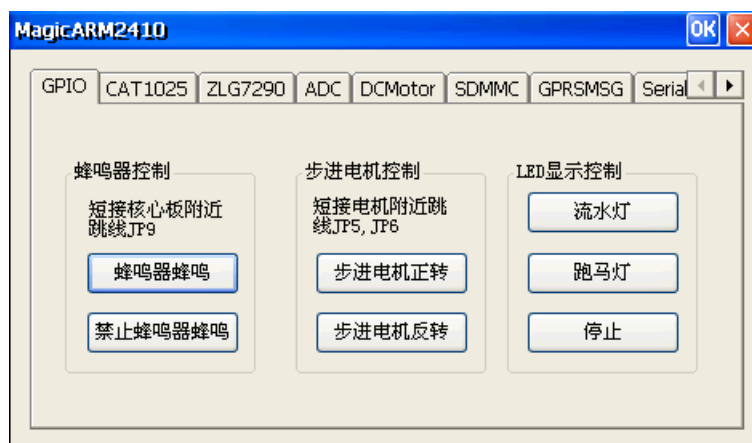 MagicARM2410
OK
GPIO CAT1025 ZLG7290 ADC DCMotor SDMMC GPRSMSG Serial
蜂鸣器控制
短接核心板附近
跳线JP9
蜂鸣器蜂鸣
禁止蜂鸣器蜂鸣
步进电机控制
短接电机附近跳
线JP5, JP6
步进电机正转
步进电机反转
LED显示控制
流水灯
跑马灯
停止